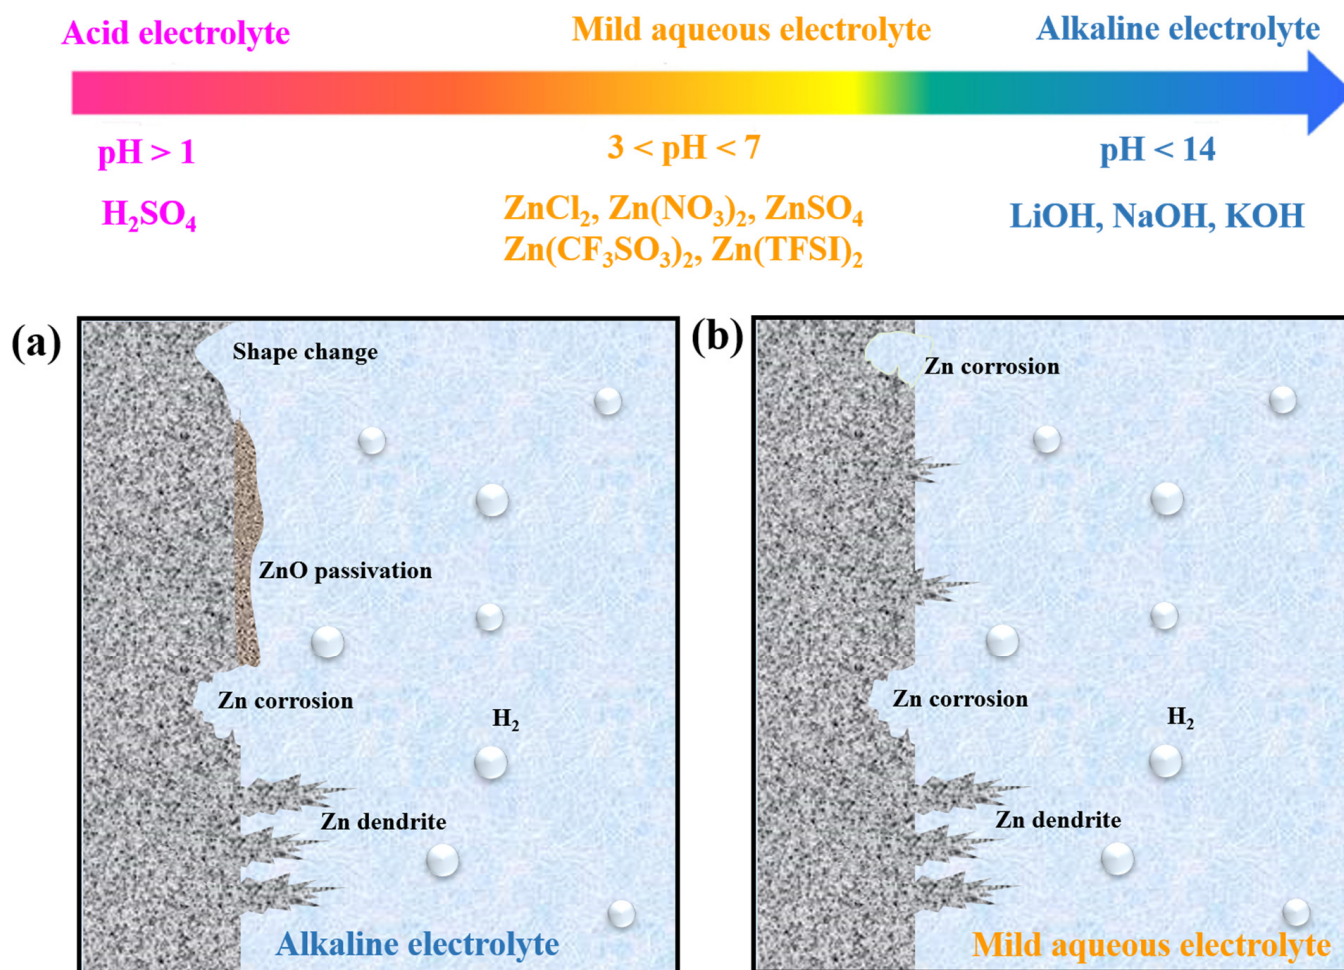 Acid electrolyte
Mild aqueous electrolyte
Alkaline electrolyte
pH > 1
3 < pH < 7
pH < 14
H₂SO₄
ZnCl₂, Zn(NO₃)₂, ZnSO₄
Zn(CF₃SO₃)₂, Zn(TFSI)₂
LiOH, NaOH, KOH
(a)
Shape change
ZnO passivation
Zn corrosion
H₂
Zn dendrite
Alkaline electrolyte
(b)
Zn corrosion
Zn corrosion
H₂
Zn dendrite
Mild aqueous electrolyte